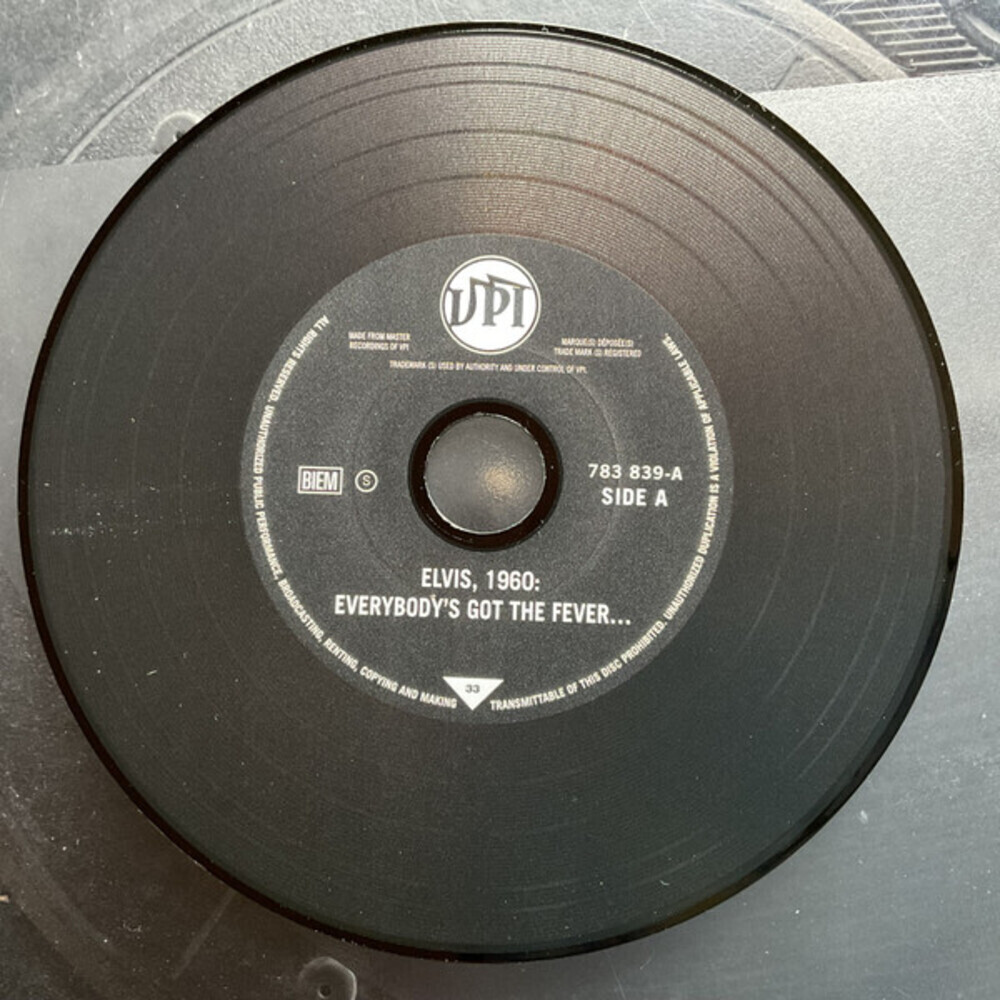 VPI
MADE FROM MASTER
RECORDINGS OF VPI
MARQUE(S) DÉPOSÉE(S)
TRADE MARK (S) REGISTERED
TRADEMARK (S) USED BY AUTHORITY AND UNDER CONTROL OF VPI.
BIEM
S
783 839-A
SIDE A
ELVIS, 1960:
EVERYBODY'S GOT THE FEVER...
33
ALL RIGHTS RESERVED. UNAUTHORIZED PUBLIC PERFORMANCE, BROADCASTING, RENTING, COPYING AND MAKING TRANSMITTABLE OF THIS DISC PROHIBITED. UNAUTHORIZED DUPLICATION IS A VIOLATION OF APPLICABLE LAWS.